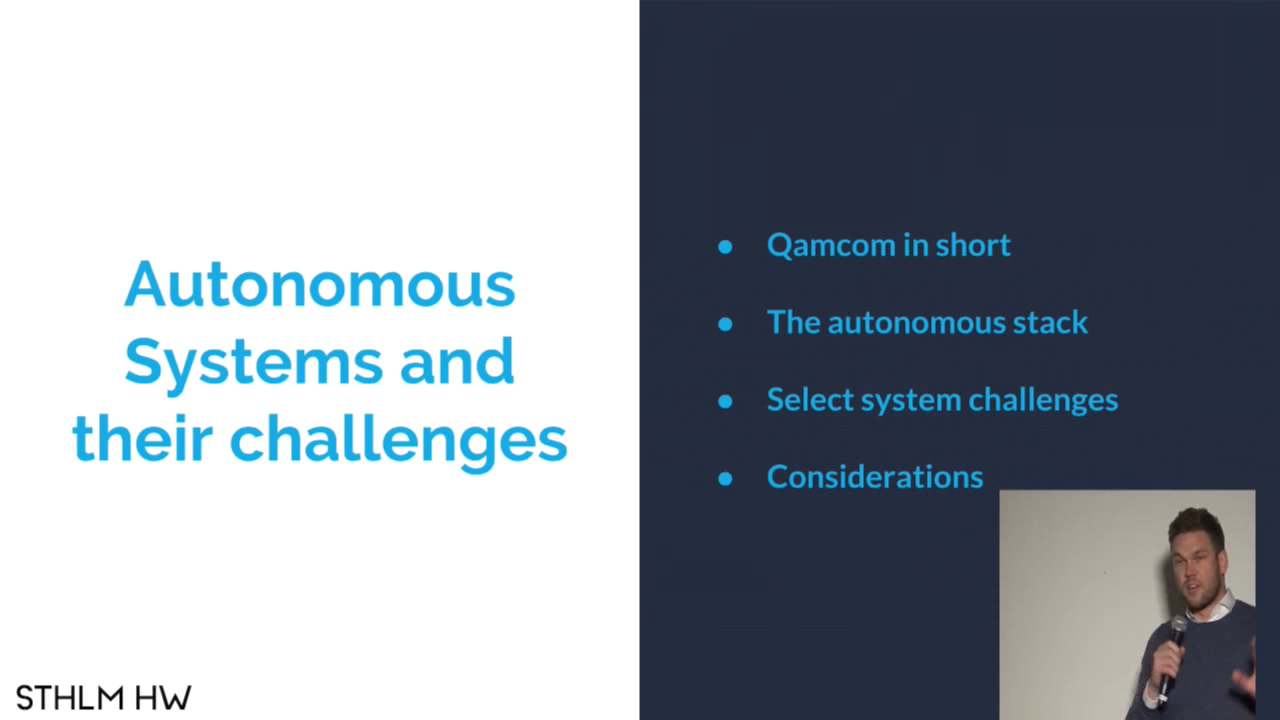 Autonomous
Systems and
their challenges
● Qamcom in short
● The autonomous stack
● Select system challenges
● Considerations
STHLM HW